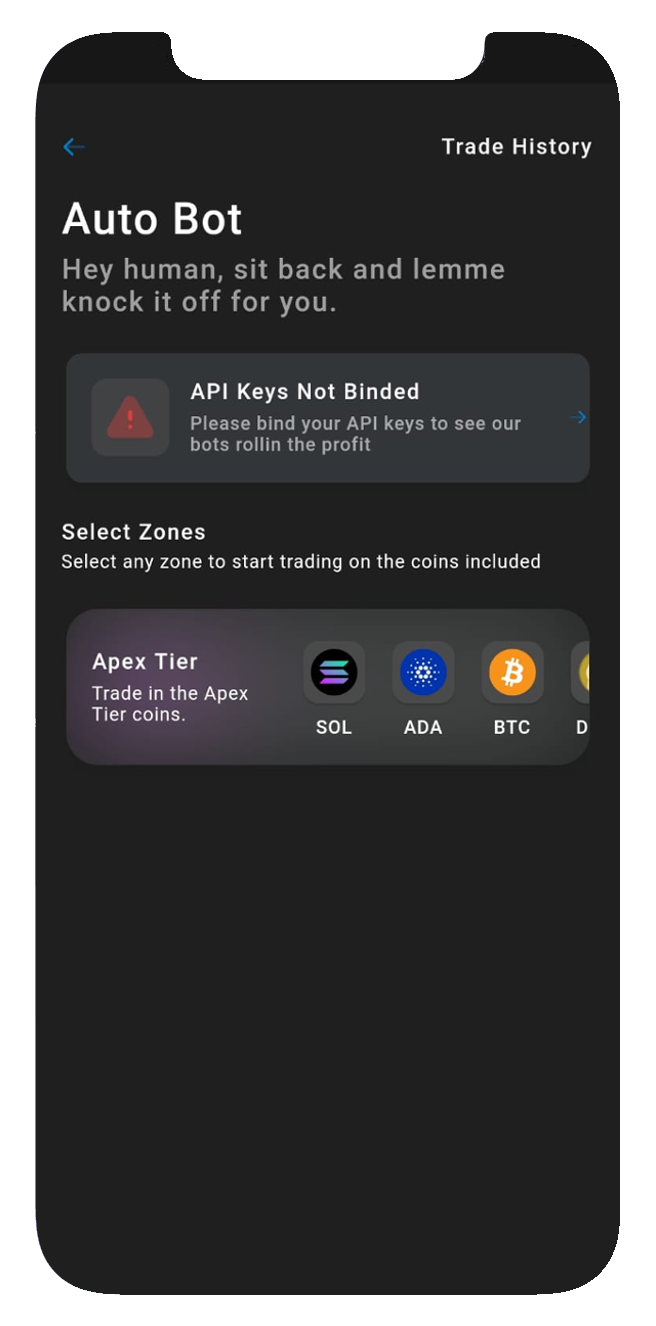 Trade History
Auto Bot
Hey human, sit back and lemme
knock it off for you.
API Keys Not Binded
Please bind your API keys to see our
bots rollin the profit
Select Zones
Select any zone to start trading on the coins included
Apex Tier
Trade in the Apex
Tier coins.
SOL
ADA
BTC
D